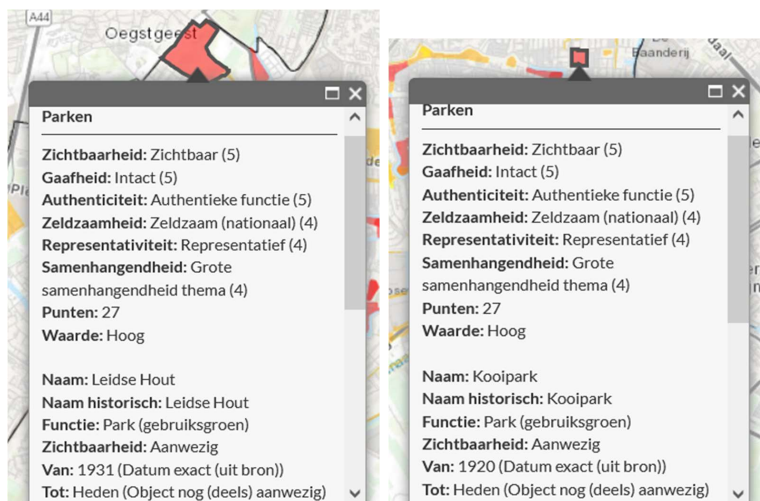 A44
Oegstgeest
Parken
Zichtbaarheid: Zichtbaar (5)
Gaafheid: Intact (5)
Authenticiteit: Authentieke functie (5)
Zeldzaamheid: Zeldzaam (nationaal) (4)
Representativiteit: Representatief (4)
Samenhangendheid: Grote
samenhangendheid thema (4)
Punten: 27
Waarde: Hoog
Naam: Leidse Hout
Naam historisch: Leidse Hout
Functie: Park (gebruiksgroen)
Zichtbaarheid: Aanwezig
Van: 1931 (Datum exact (uit bron))
Tot: Heden (Object nog (deels) aanwezig)
Baanderij
Parken
Zichtbaarheid: Zichtbaar (5)
Gaafheid: Intact (5)
Authenticiteit: Authentieke functie (5)
Zeldzaamheid: Zeldzaam (nationaal) (4)
Representativiteit: Representatief (4)
Samenhangendheid: Grote
samenhangendheid thema (4)
Punten: 27
Waarde: Hoog
Naam: Kooipark
Naam historisch: Kooipark
Functie: Park (gebruiksgroen)
Zichtbaarheid: Aanwezig
Van: 1920 (Datum exact (uit bron))
Tot: Heden (Object nog (deels) aanwezig)